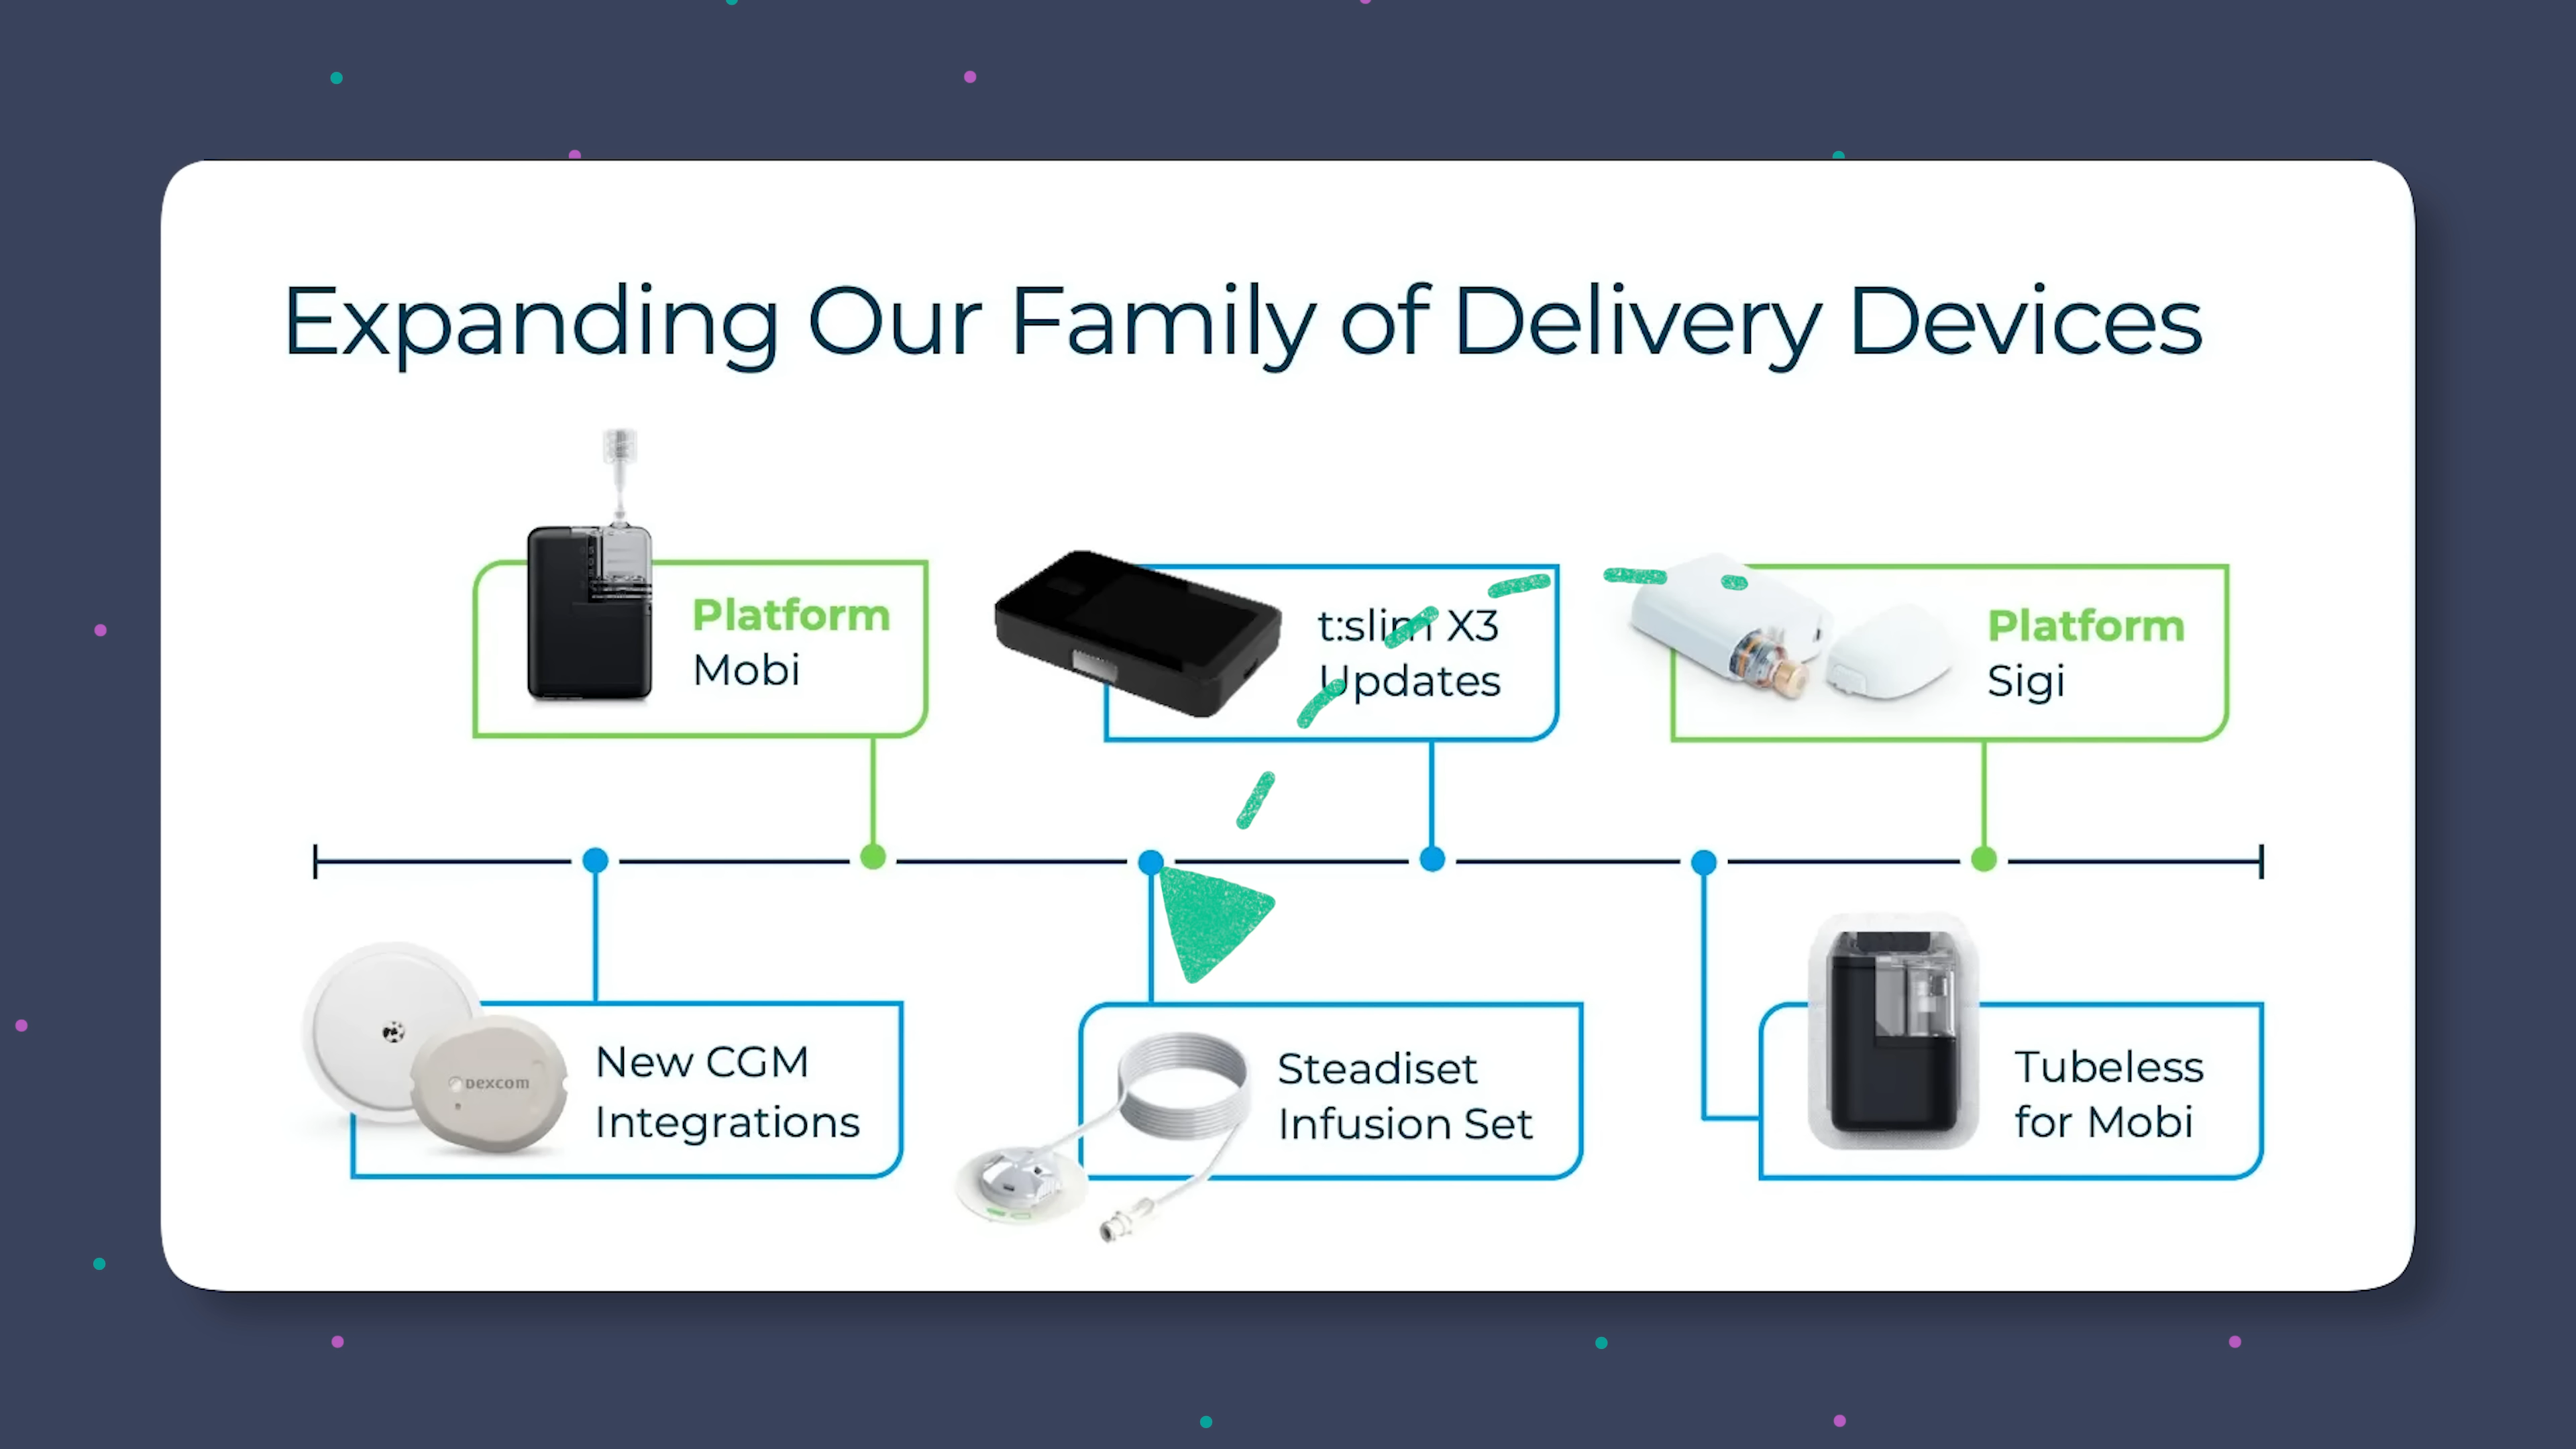 Expanding Our Family of Delivery Devices
Platform
Mobi
t:slim X3
Updates
Platform
Sigi
DEXCOM
New CGM
Integrations
Steadiset
Infusion Set
Tubeless
for Mobi